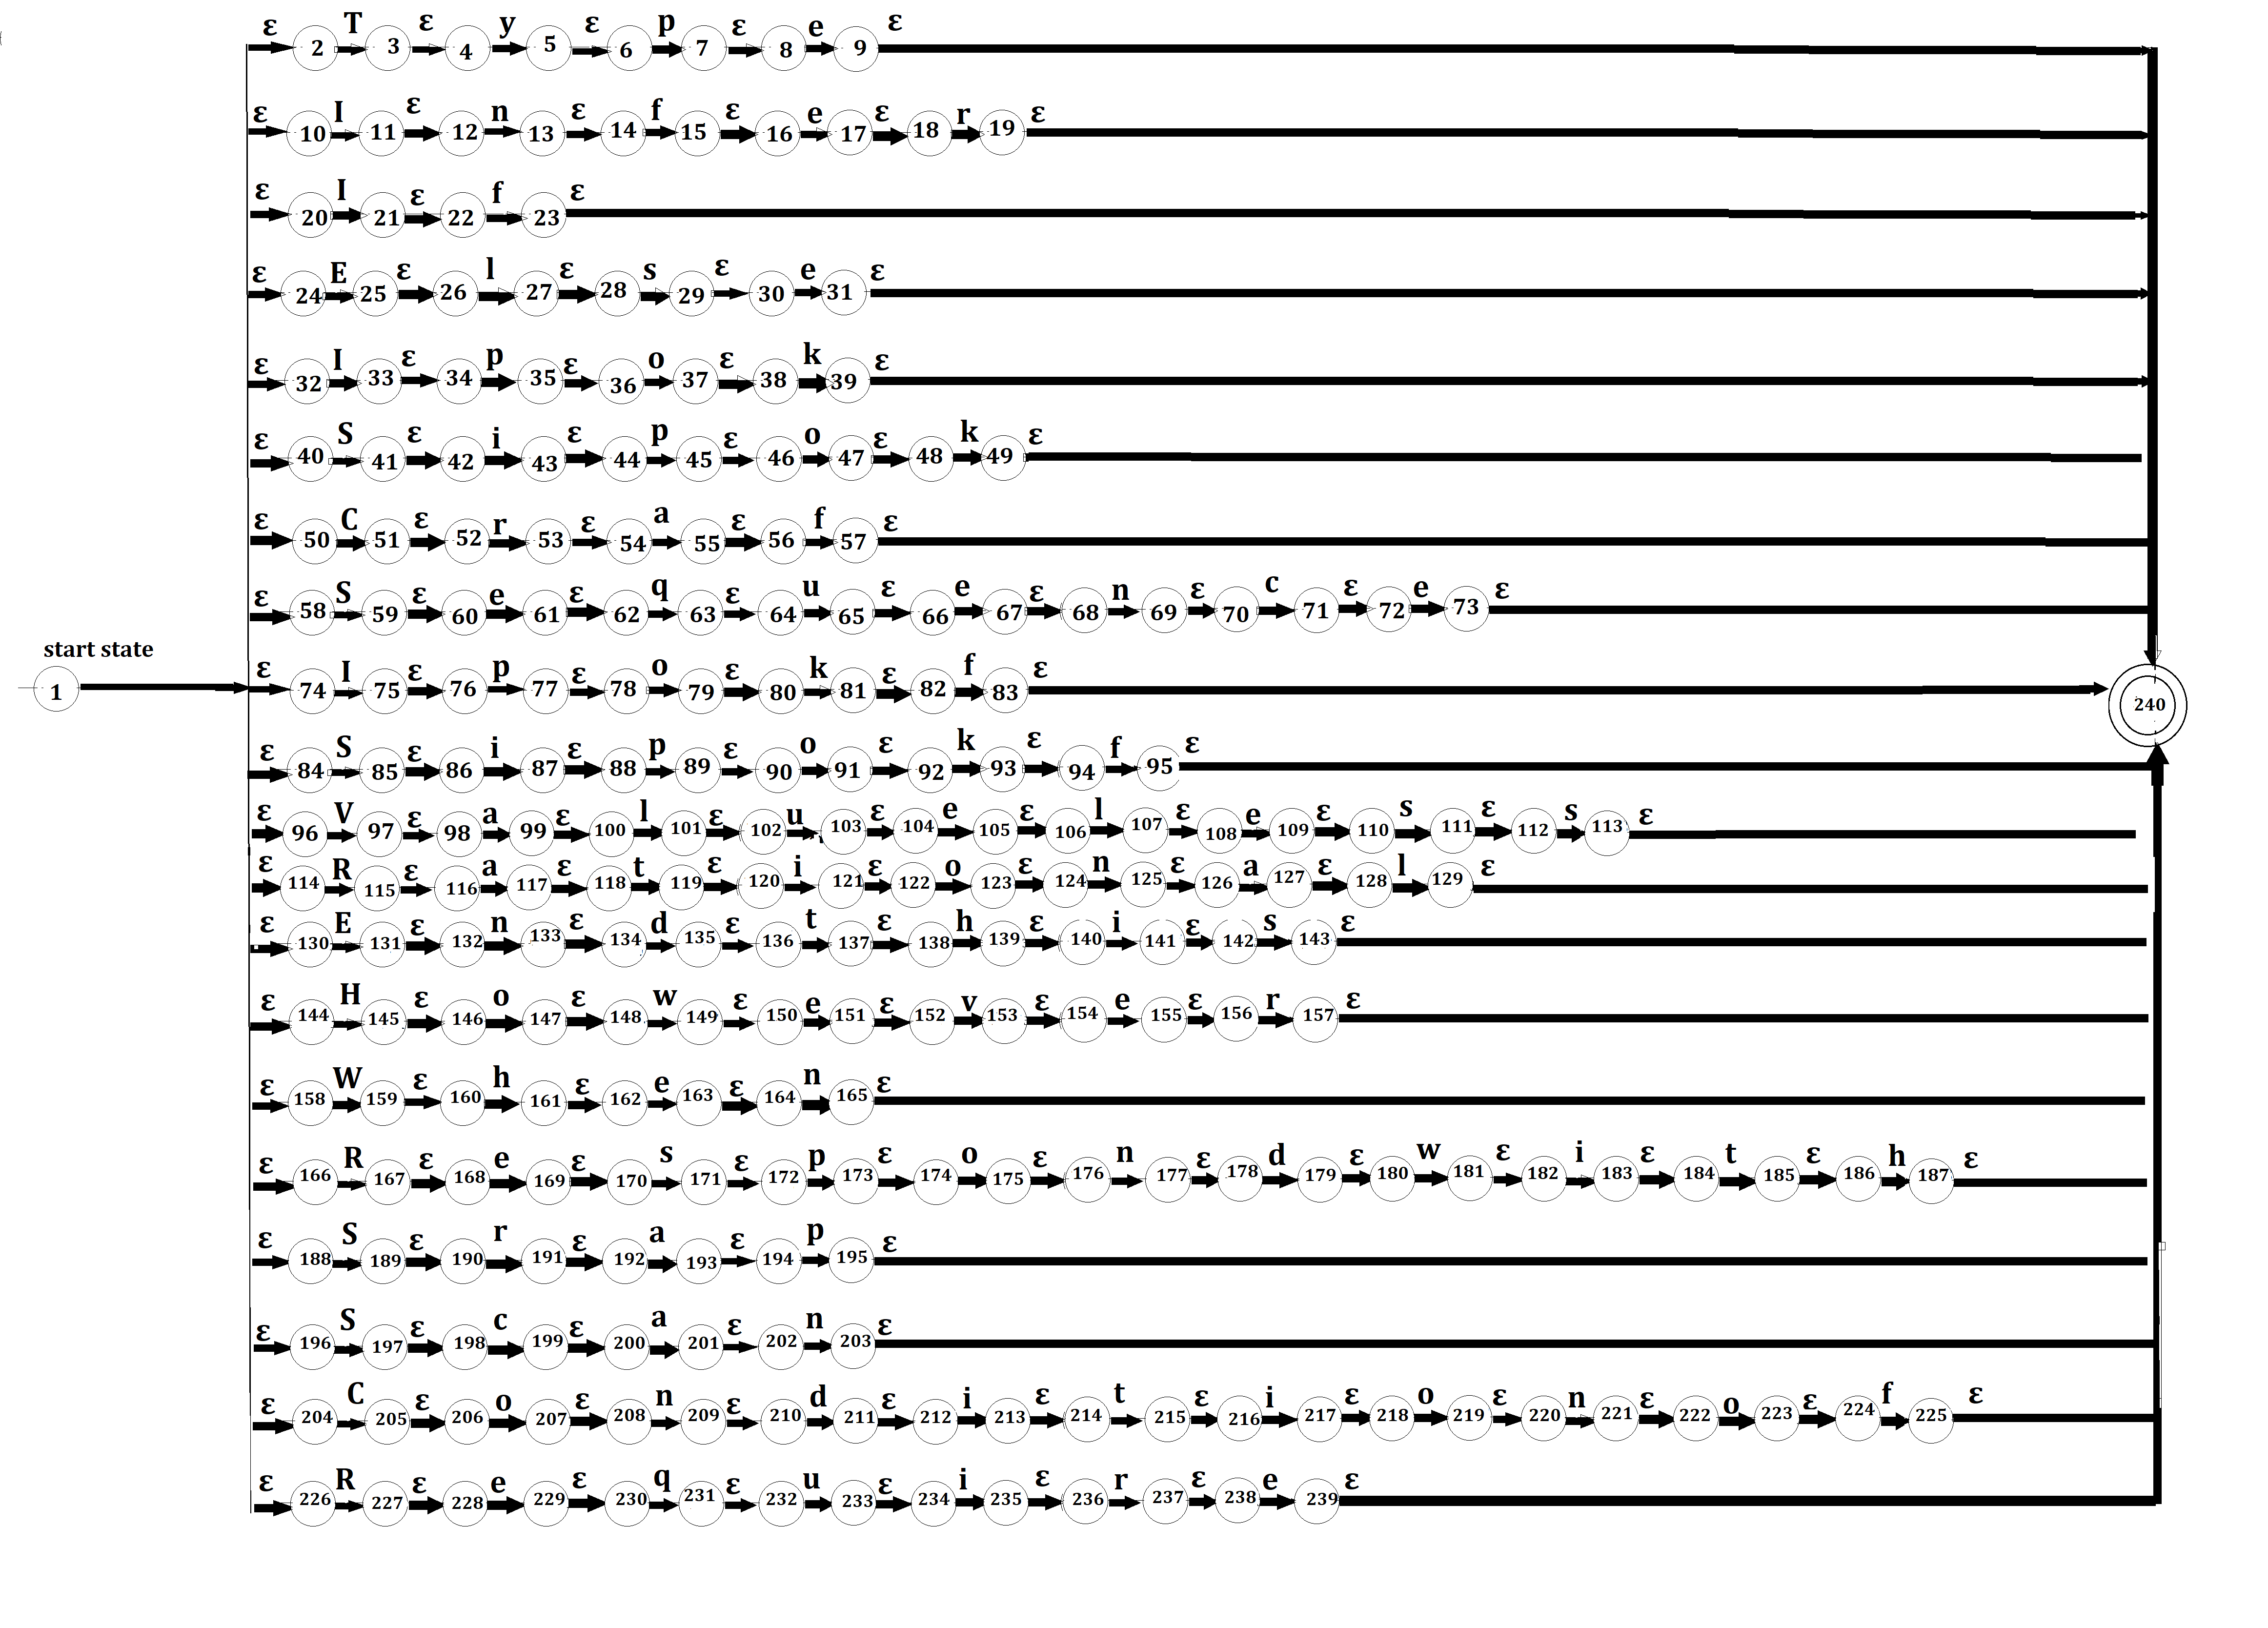 ε T ε y ε p ε e ε
2 3 4 5 6 7 8 9
ε I ε n ε f ε e ε r ε
10 11 12 13 14 15 16 17 18 19
ε I ε f ε
20 21 22 23
ε E ε l ε s ε e ε
24 25 26 27 28 29 30 31
ε I ε p ε o ε k ε
32 33 34 35 36 37 38 39
ε S ε i ε p ε o ε k ε
40 41 42 43 44 45 46 47 48 49
ε C ε r ε a ε f ε
50 51 52 53 54 55 56 57
ε S ε e ε q ε u ε e ε n ε c ε e ε
58 59 60 61 62 63 64 65 66 67 68 69 70 71 72 73
start state
1
ε I ε p ε o ε k ε f ε
74 75 76 77 78 79 80 81 82 83
240
ε S ε i ε p ε o ε k ε f ε
84 85 86 87 88 89 90 91 92 93 94 95
ε V ε a ε l ε u ε e ε l ε e ε s ε s ε
96 97 98 99 100 101 102 103 104 105 106 107 108 109 110 111 112 113
ε R ε a ε t ε i ε o ε n ε a ε l ε
114 115 116 117 118 119 120 121 122 123 124 125 126 127 128 129
ε E ε n ε d ε t ε h ε i ε s ε
130 131 132 133 134 135 136 137 138 139 140 141 142 143
ε H ε o ε w ε e ε v ε e ε r ε
144 145 146 147 148 149 150 151 152 153 154 155 156 157
ε W ε h ε e ε n ε
158 159 160 161 162 163 164 165
ε R ε e ε s ε p ε o ε n ε d ε w ε i ε t ε h ε
166 167 168 169 170 171 172 173 174 175 176 177 178 179 180 181 182 183 184 185 186 187
ε S ε r ε a ε p ε
188 189 190 191 192 193 194 195
ε S ε c ε a ε n ε
196 197 198 199 200 201 202 203
ε C ε o ε n ε d ε i ε t ε i ε o ε n ε o ε f ε
204 205 206 207 208 209 210 211 212 213 214 215 216 217 218 219 220 221 222 223 224 225
ε R ε e ε q ε u ε i ε r ε e ε
226 227 228 229 230 231 232 233 234 235 236 237 238 239